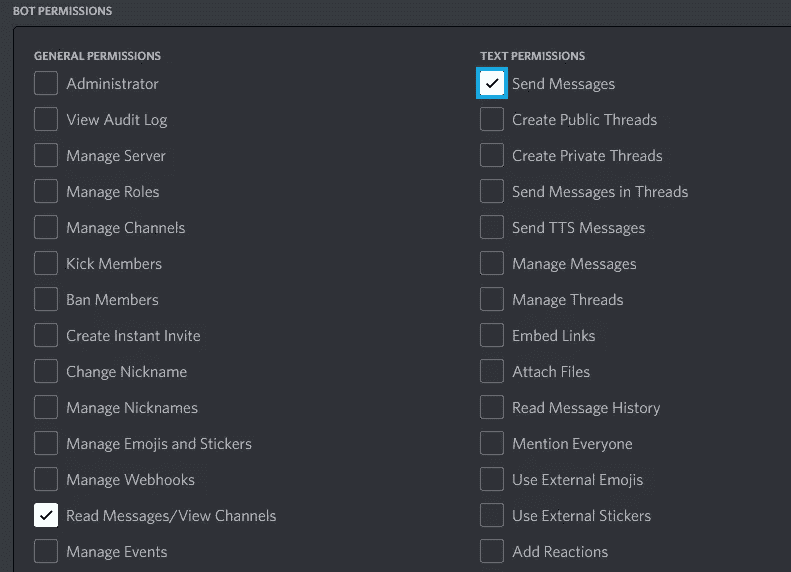 BOT PERMISSIONS
GENERAL PERMISSIONS
Administrator
View Audit Log
Manage Server
Manage Roles
Manage Channels
Kick Members
Ban Members
Create Instant Invite
Change Nickname
Manage Nicknames
Manage Emojis and Stickers
Manage Webhooks
Read Messages/View Channels
Manage Events
TEXT PERMISSIONS
Send Messages
Create Public Threads
Create Private Threads
Send Messages in Threads
Send TTS Messages
Manage Messages
Manage Threads
Embed Links
Attach Files
Read Message History
Mention Everyone
Use External Emojis
Use External Stickers
Add Reactions